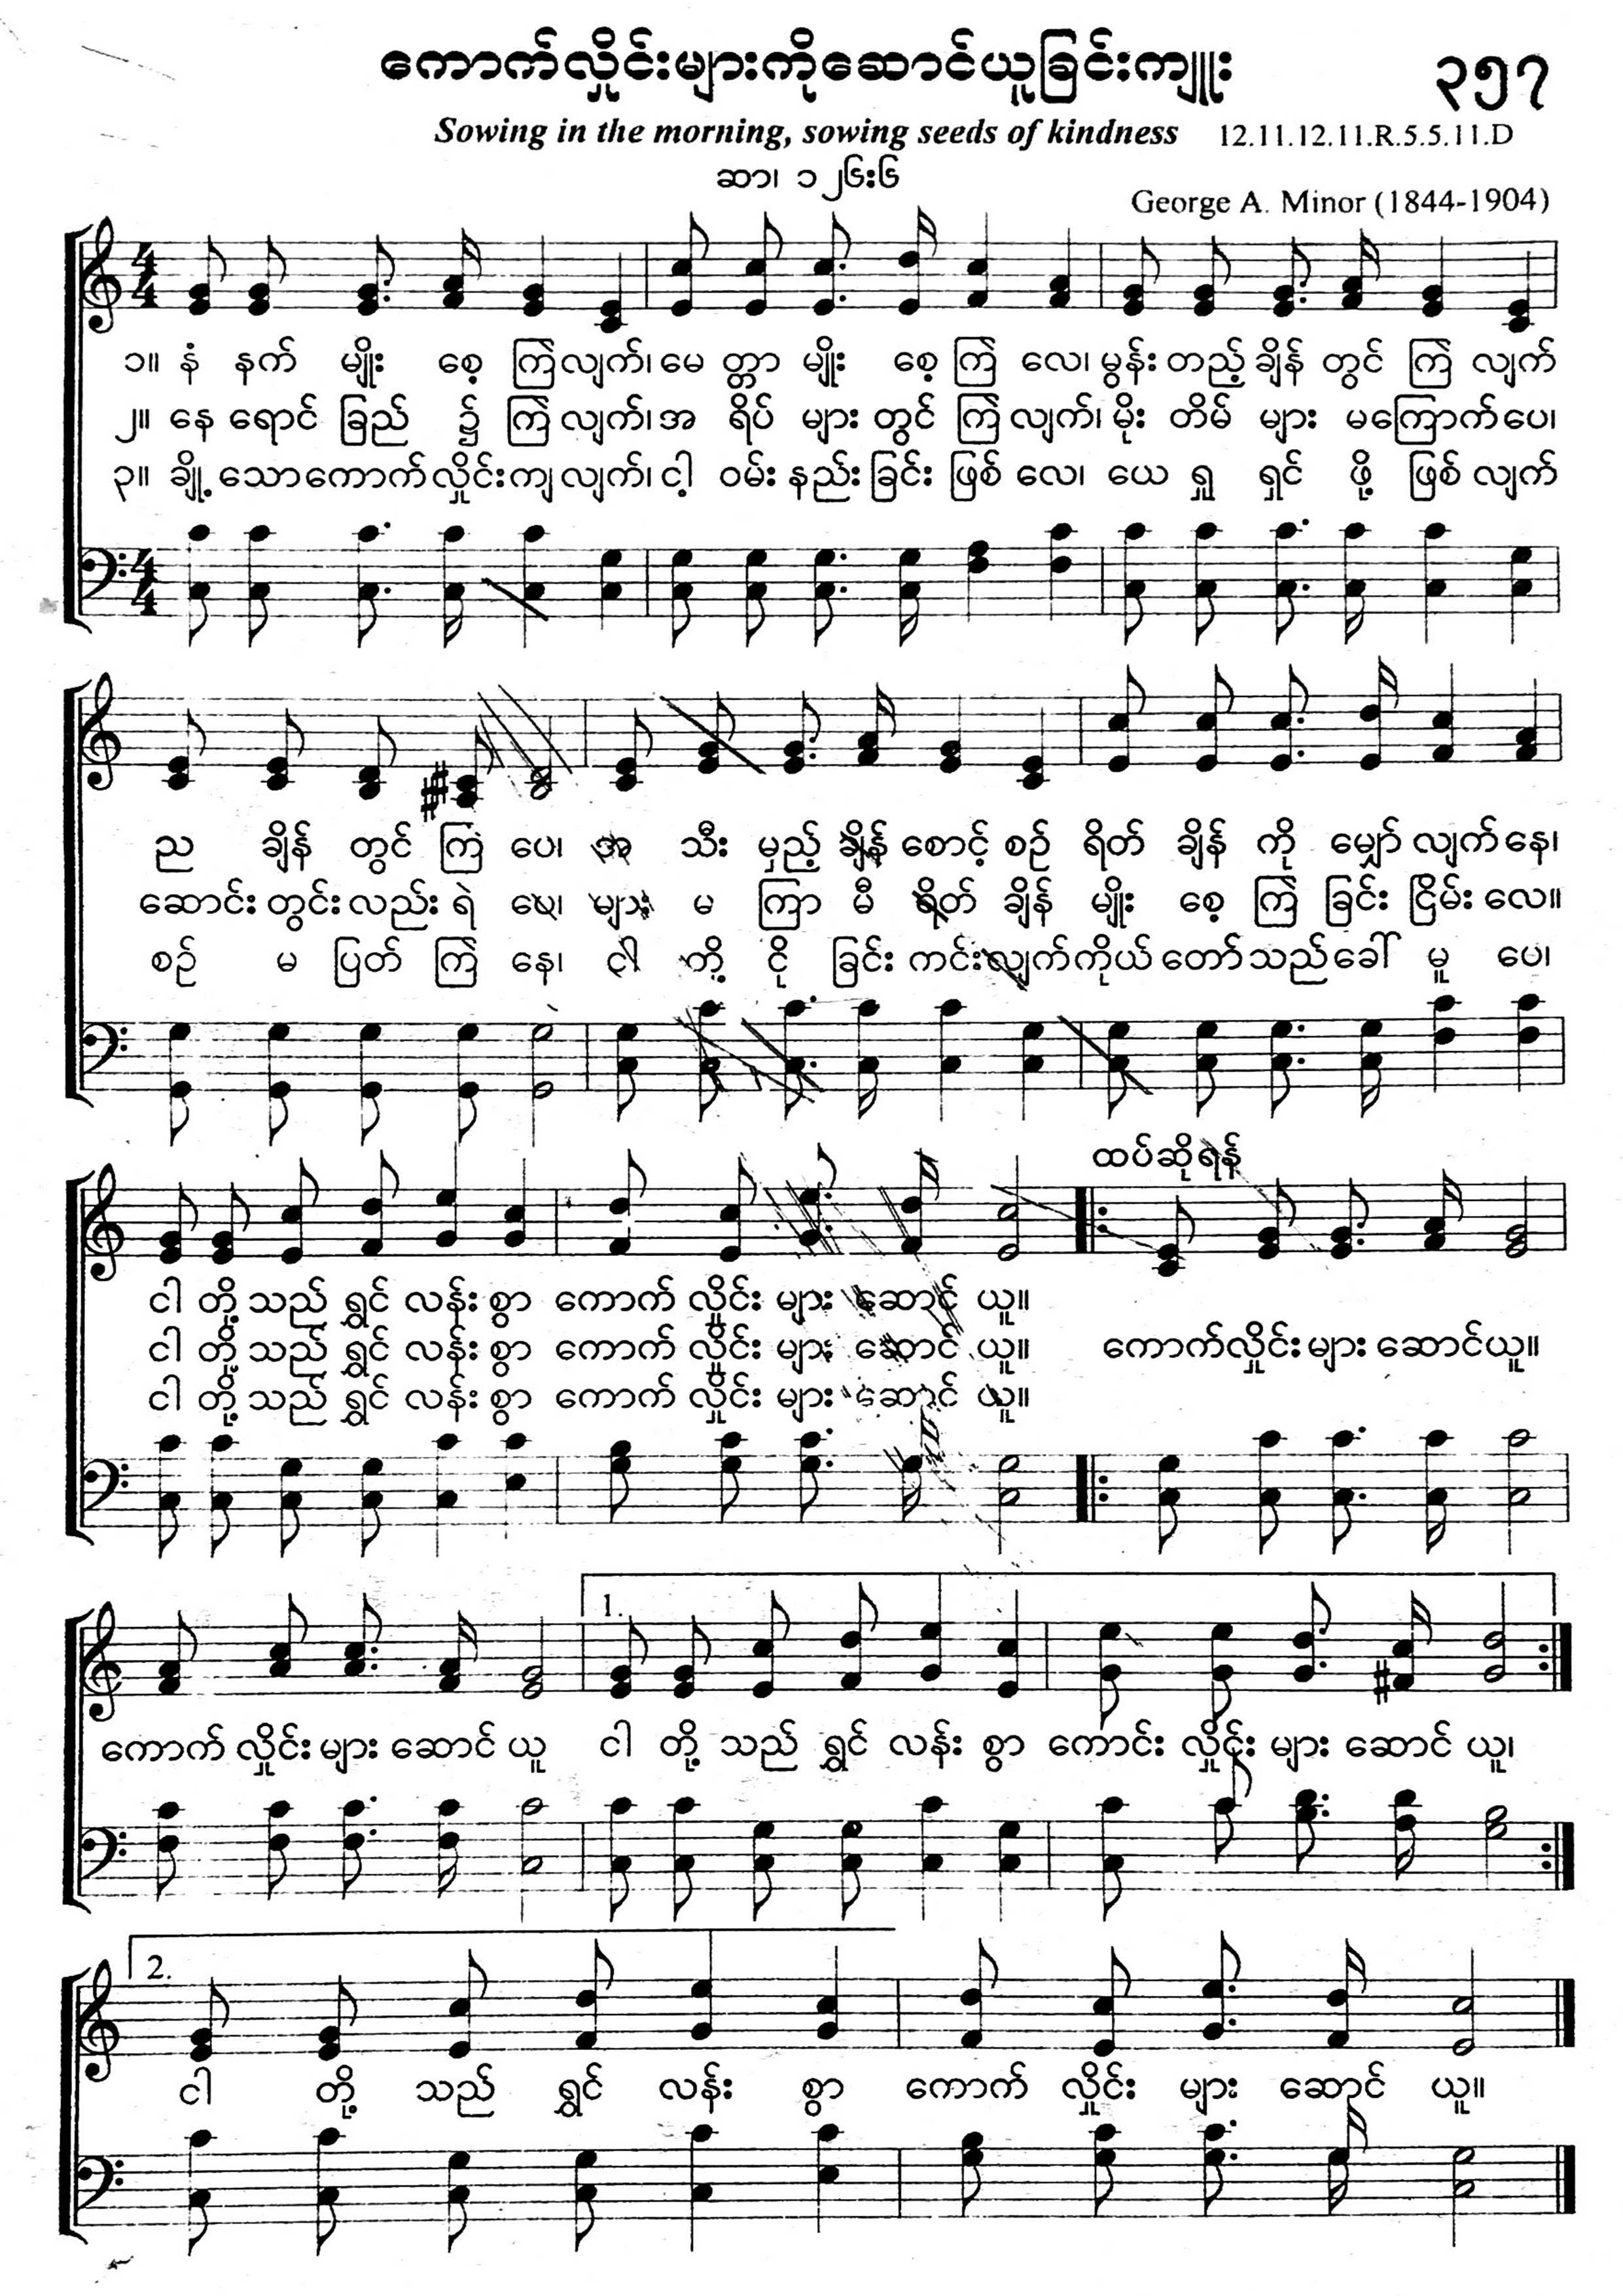 ကောက်လှိုင်းများကိုဆောင်ယူခြင်းကျူး
၃၅၇
Sowing in the morning, sowing seeds of kindness 12.11.12.11.R.5.5.11.D
ဆာ၊ ၁၂၆း၆
George A. Minor (1844-1904)
၁။ နံ နက် မျိုး စေ့ ကြဲ လျက်၊ မေ တ္တာ မျိုး စေ့ ကြဲ လေ၊ မွန်း တည့် ချိန် တွင် ကြဲ လျက်
၂။ နေ ရောင် ခြည် ၌ ကြဲ လျက်၊ အ ရိပ် များ တွင် ကြဲ လျက်၊ မိုး တိမ် များ မကြောက်ပေ၊
၃။ ချို့ သော ကောက် လှိုင်း ကျ လျက်၊ ငါ့ ဝမ်း နည်း ခြင်း ဖြစ် လေ၊ ယေ ရှု ရှင် ဖို့ ဖြစ် လျက်
ည ချိန် တွင် ကြဲ ပေ၊ အ သီး မှည့် ချိန် စောင့် စဉ် ရိတ် ချိန် ကို မျှော် လျက်နေ၊
ဆောင်း တွင်း လည်း ရဲ ပေ၊ များ မ ကြာ မီ ရိတ် ချိန် မျိုး စေ့ ကြဲ ခြင်း ငြိမ်း လေ။
စဉ် မ ပြတ် ကြဲ နေ၊ ငါ တို့ ငို ခြင်း ကင်း လျက် ကိုယ် တော် သည် ခေါ် မူ ပေ၊
ထပ်ဆိုရန်
ငါ တို့ သည် ရွှင် လန်း စွာ ကောက် လှိုင်း များ ဆောင် ယူ။
ငါ တို့ သည် ရွှင် လန်း စွာ ကောက် လှိုင်း များ ဆောင် ယူ။ ကောက်လှိုင်း များ ဆောင်ယူ။
ငါ တို့ သည် ရွှင် လန်း စွာ ကောက် လှိုင်း များ ဆောင် ယူ။
1.
ကောက် လှိုင်း များ ဆောင် ယူ ငါ တို့ သည် ရွှင် လန်း စွာ ကောင်း လှိုင်း များ ဆောင် ယူ၊
2.
ငါ တို့ သည် ရွှင် လန်း စွာ ကောက် လှိုင်း များ ဆောင် ယူ။